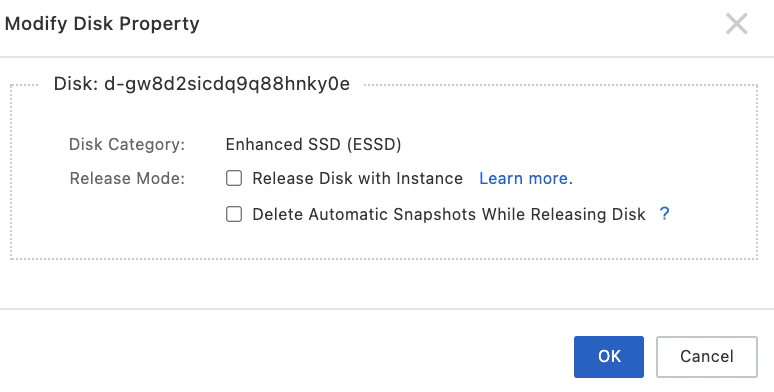 Modify Disk Property
Disk: d-gw8d2sicdq9q88hnky0e
Disk Category: Enhanced SSD (ESSD)
Release Mode: Release Disk with Instance Learn more.
Delete Automatic Snapshots While Releasing Disk ?
OK Cancel